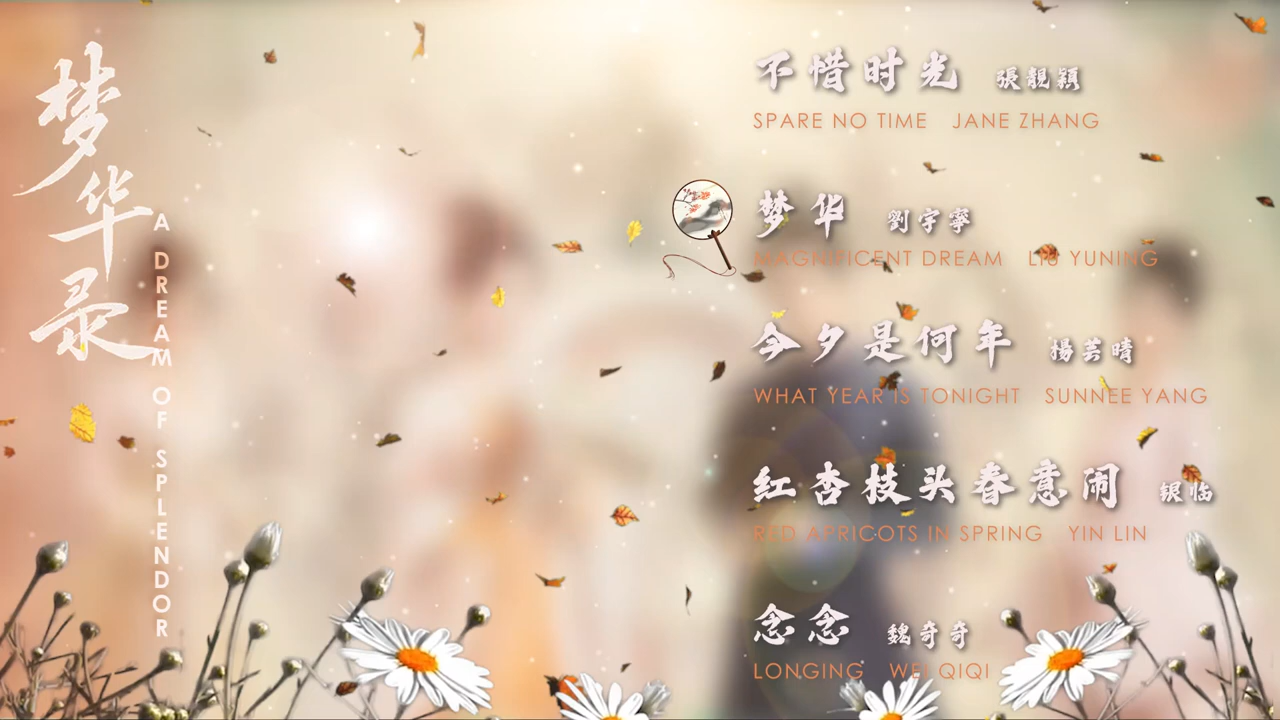 梦华录
A DREAM OF SPLENDOR
不惜时光 張靚穎
SPARE NO TIME JANE ZHANG
梦华 劉宇寧
MAGNIFICENT DREAM LIU YUNING
今夕是何年 楊芸晴
WHAT YEAR IS TONIGHT SUNNEE YANG
红杏枝头春意闹 银临
RED APRICOTS IN SPRING YIN LIN
念念 魏奇奇
LONGING WEI QIQI